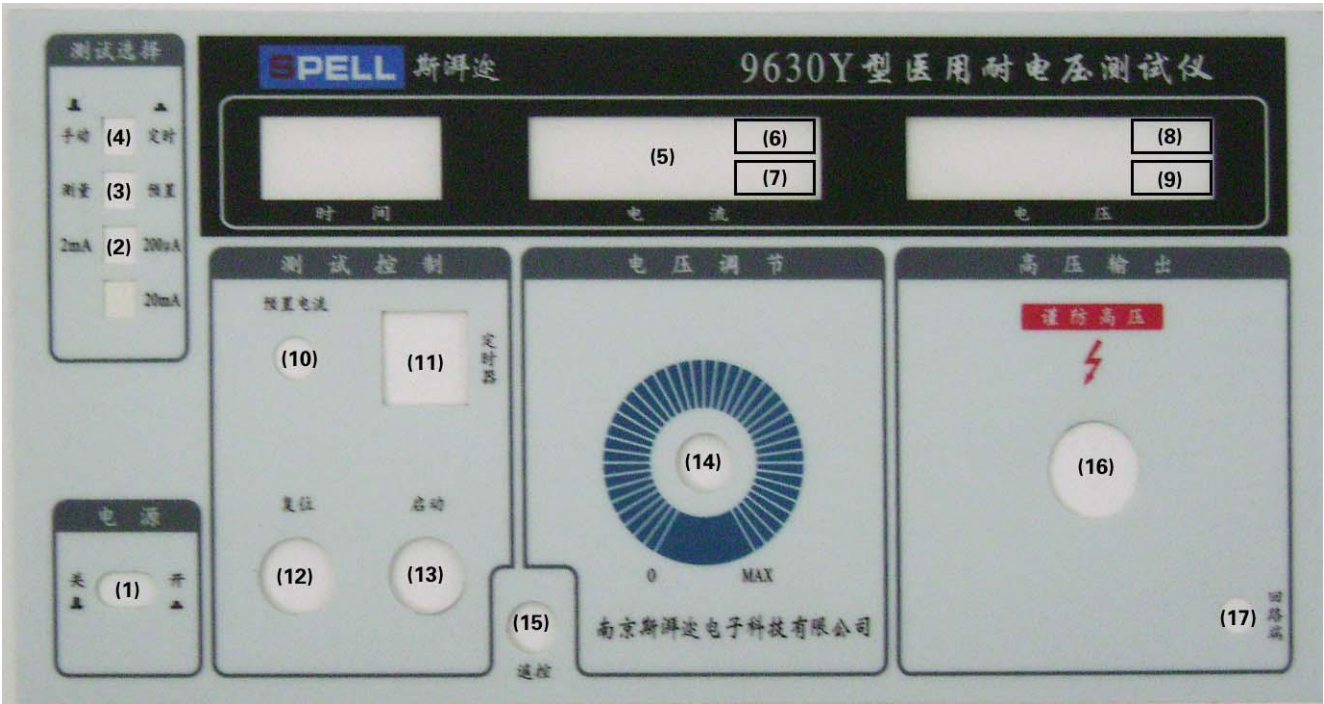 测试选择
手动 (4) 定时
测量 (3) 预置
2mA (2) 200μA
20mA
SPELL 斯湃迩 9630Y型医用耐电压测试仪
(5) (6) (8)
(7) (9)
时间 电流 电压
测试控制
预置电流
(10) (11) 定时器
复位 启动
(12) (13)
电压调节
(14)
0 MAX
(15)
遥控
南京斯湃迩电子科技有限公司
高压输出
谨防高压
(16)
(17) 回路端
电源
关 (1) 开